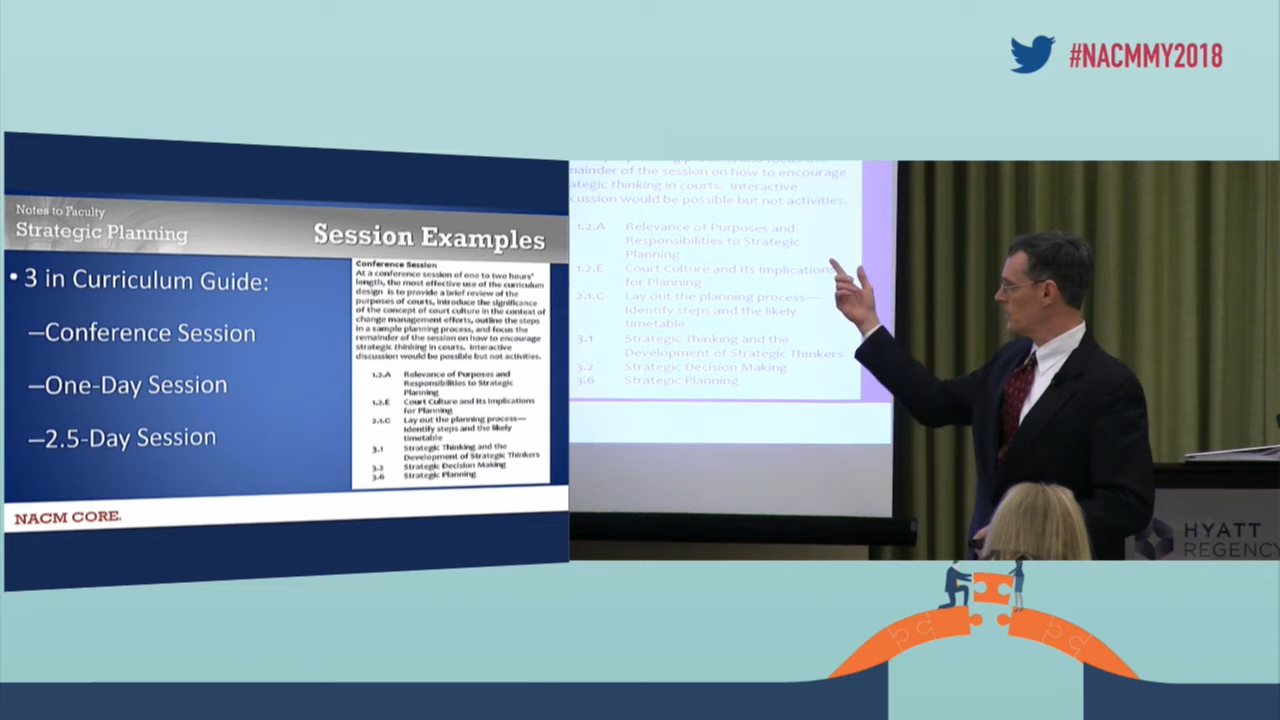 #NACMMY2018
Notes to Faculty
Strategic Planning
Session Examples
• 3 in Curriculum Guide:
–Conference Session
–One-Day Session
–2.5-Day Session
Conference Session
At a conference session of one to two hours'
length, the most effective use of the curriculum
design is to provide a brief review of the
purposes of courts, introduce the significance
of the concept of court culture in the context of
change management efforts, outline the steps
in a sample planning process, and focus the
remainder of the session on how to encourage
strategic thinking in courts. Interactive
discussion would be possible but not activities.
1.2.A Relevance of Purposes and
Responsibilities to Strategic
Planning
1.2.E Court Culture and Its Implications
for Planning
2.1.C Lay out the planning process—
Identify steps and the likely
timetable
3.1 Strategic Thinking and the
Development of Strategic Thinkers
3.2 Strategic Decision Making
3.6 Strategic Planning
NACM CORE.
mainder of the session on how to encourage
ategic thinking in courts. Interactive
cussion would be possible but not activities.
1.2.A Relevance of Purposes and
Responsibilities to Strategic
Planning
1.2.E Court Culture and Its Implications
for Planning
2.1.C Lay out the planning process—
Identify steps and the likely
timetable
3.1 Strategic Thinking and the
Development of Strategic Thinkers
3.2 Strategic Decision Making
3.6 Strategic Planning
HYATT
REGENCY